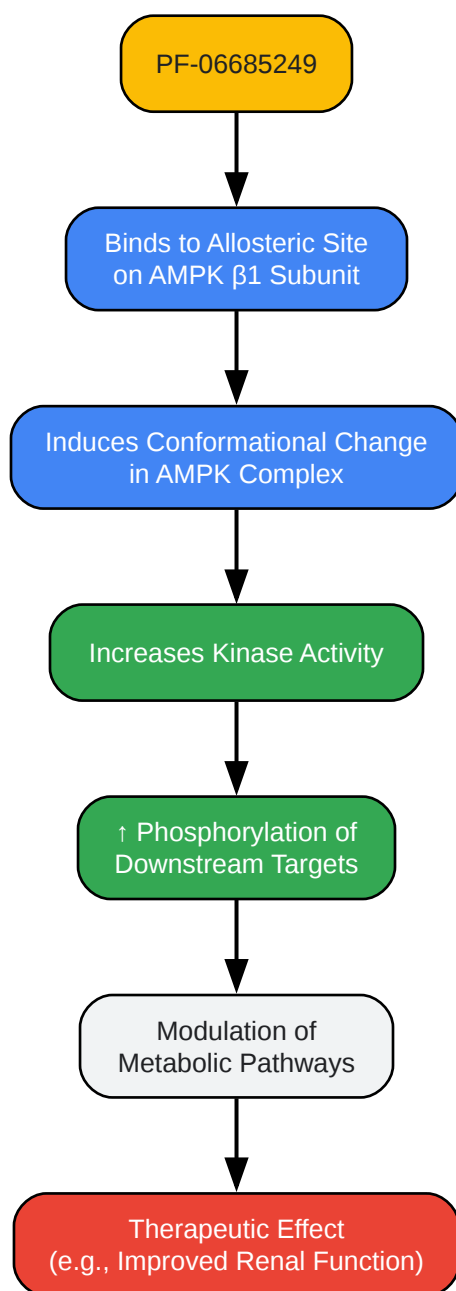 PF-06685249
Binds to Allosteric Site
on AMPK β1 Subunit
Induces Conformational Change
in AMPK Complex
Increases Kinase Activity
↑ Phosphorylation of
Downstream Targets
Modulation of
Metabolic Pathways
Therapeutic Effect
(e.g., Improved Renal Function)